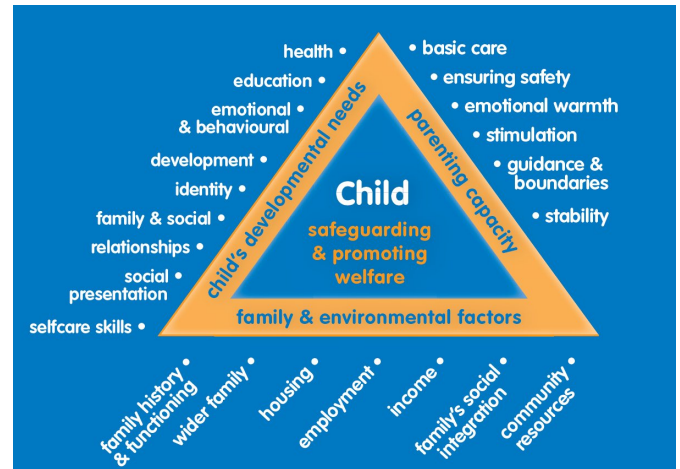 health •
education •
emotional •
& behavioural
development •
identity •
family & social •
relationships •
social •
presentation
selfcare skills •
child's developmental needs
• basic care
• ensuring safety
• emotional warmth
• stimulation
• guidance &
boundaries
• stability
parenting capacity
Child
safeguarding
& promoting
welfare
family & environmental factors
family history •
& functioning
wider family •
housing •
employment •
income •
family's social •
integration
community •
resources